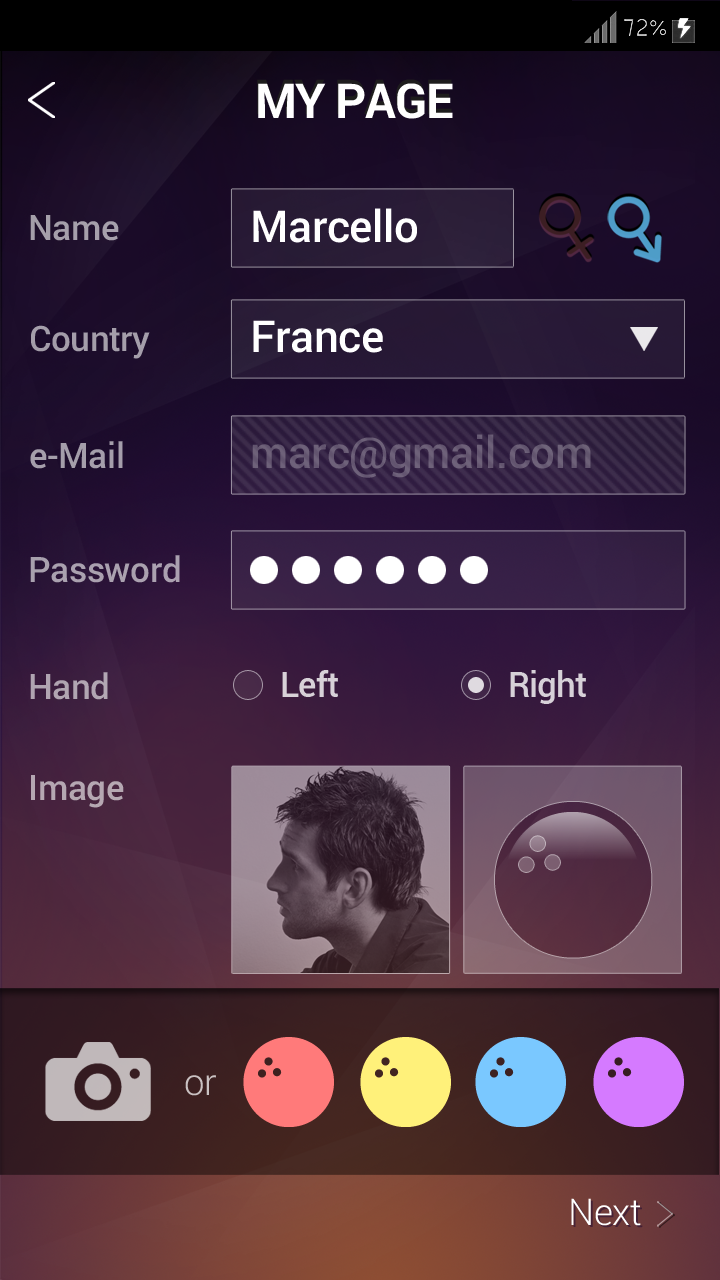 72%
MY PAGE
Name Marcello
Country France
e-Mail marc@gmail.com
Password
Hand Left Right
Image
or
Next